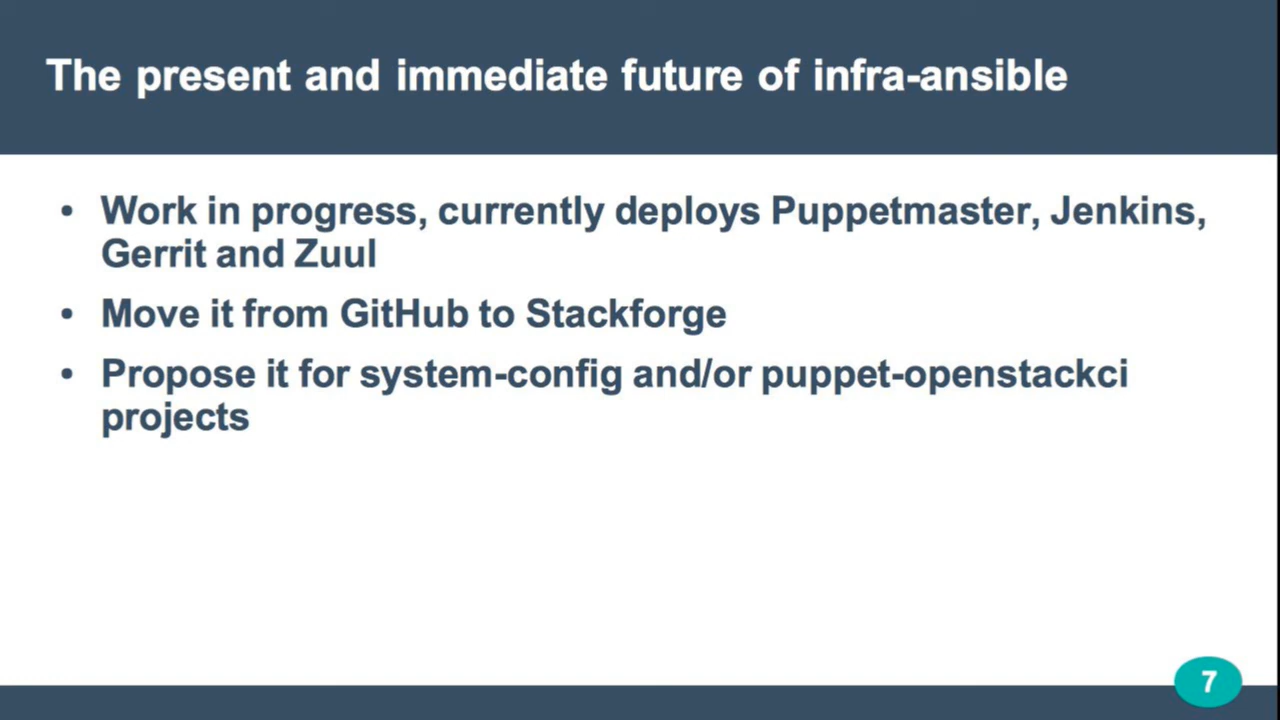 The present and immediate future of infra-ansible
• Work in progress, currently deploys Puppetmaster, Jenkins,
Gerrit and Zuul
• Move it from GitHub to Stackforge
• Propose it for system-config and/or puppet-openstackci
projects
7